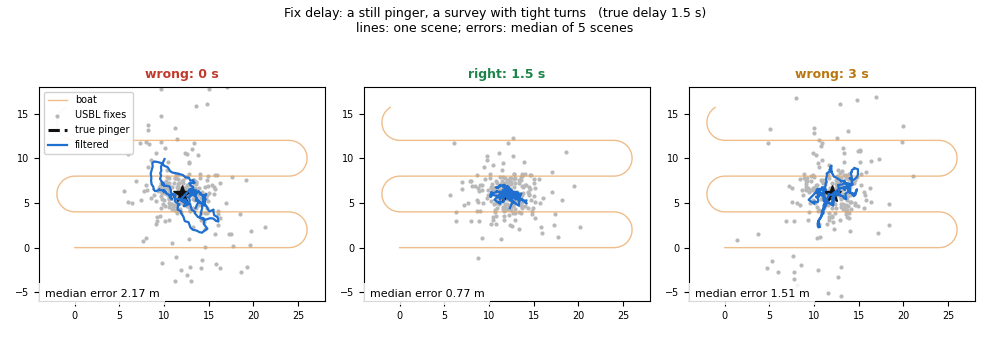 Fix delay: a still pinger, a survey with tight turns   (true delay 1.5 s)
lines: one scene; errors: median of 5 scenes
wrong: 0 s
right: 1.5 s
wrong: 3 s
boat
USBL fixes
true pinger
filtered
15
10
5
0
−5
median error 2.17 m
0
5
10
15
20
25
15
10
5
0
−5
median error 0.77 m
0
5
10
15
20
25
15
10
5
0
−5
median error 1.51 m
0
5
10
15
20
25